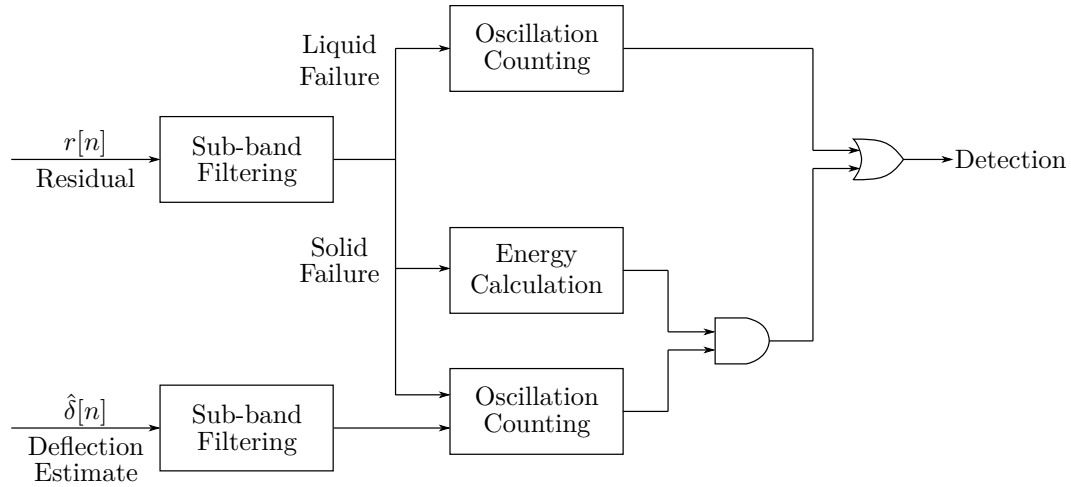 Liquid
Failure
Oscillation
Counting
r[n]
Residual
Sub-band
Filtering
Detection
Solid
Failure
Energy
Calculation
δ̂[n]
Deflection
Estimate
Sub-band
Filtering
Oscillation
Counting